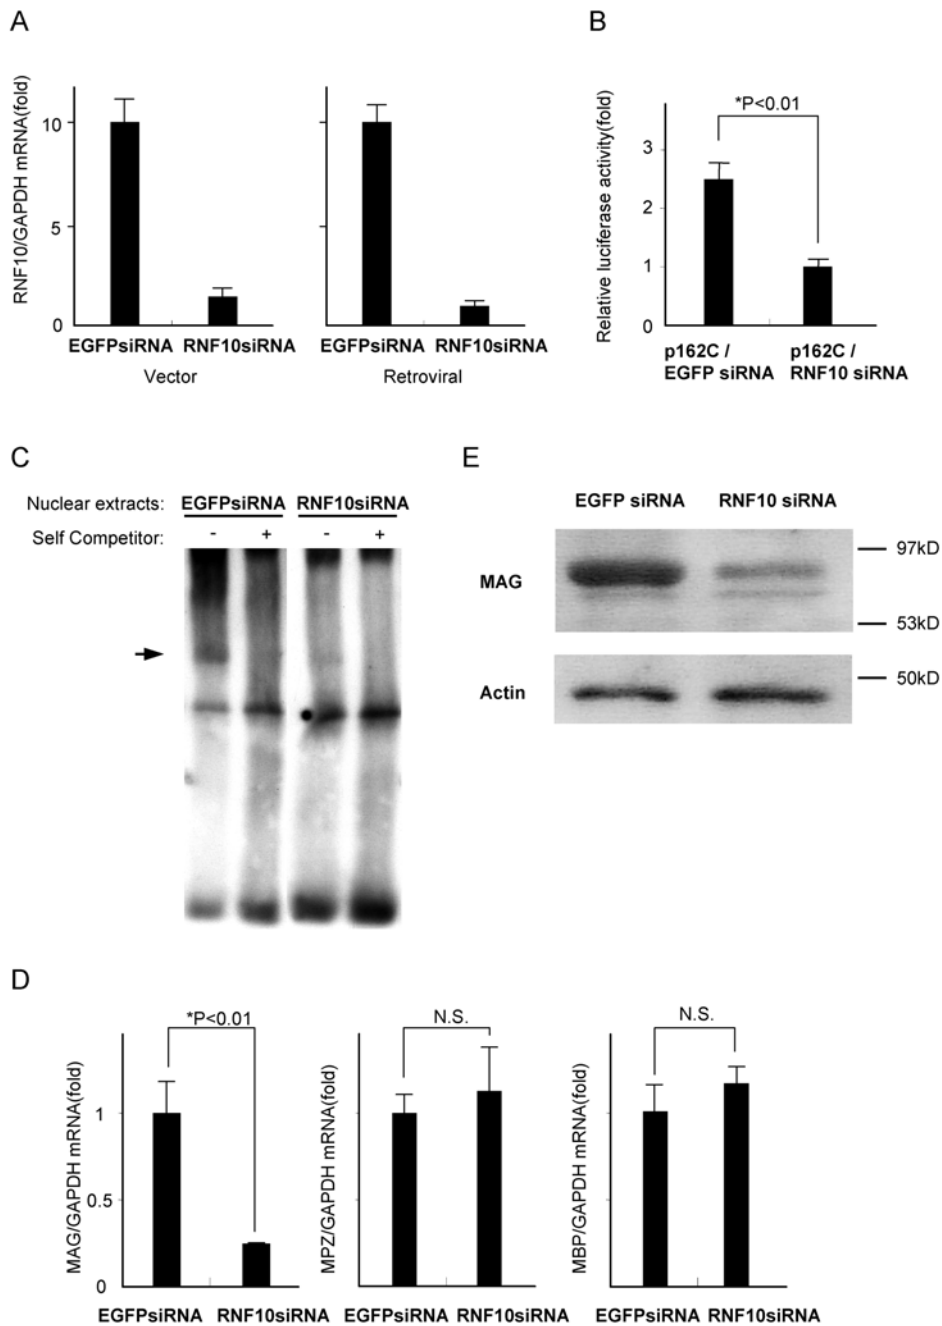 A
RNF10/GAPDH mRNA(fold)
10
5
0
EGFPsiRNA RNF10siRNA
Vector
EGFPsiRNA RNF10siRNA
Retroviral
B
Relative luciferase activity(fold)
*P<0.01
3
2
1
0
p162C /
EGFP siRNA
p162C /
RNF10 siRNA
C
Nuclear extracts: EGFPsiRNA RNF10siRNA
Self Competitor: - + - +
E
EGFP siRNA RNF10 siRNA
MAG
97kD
53kD
Actin
50kD
D
MAG/GAPDH mRNA(fold)
*P<0.01
1
0.5
0
EGFPsiRNA RNF10siRNA
MPZ/GAPDH mRNA(fold)
N.S.
EGFPsiRNA RNF10siRNA
MBP/GAPDH mRNA(fold)
N.S.
EGFPsiRNA RNF10siRNA